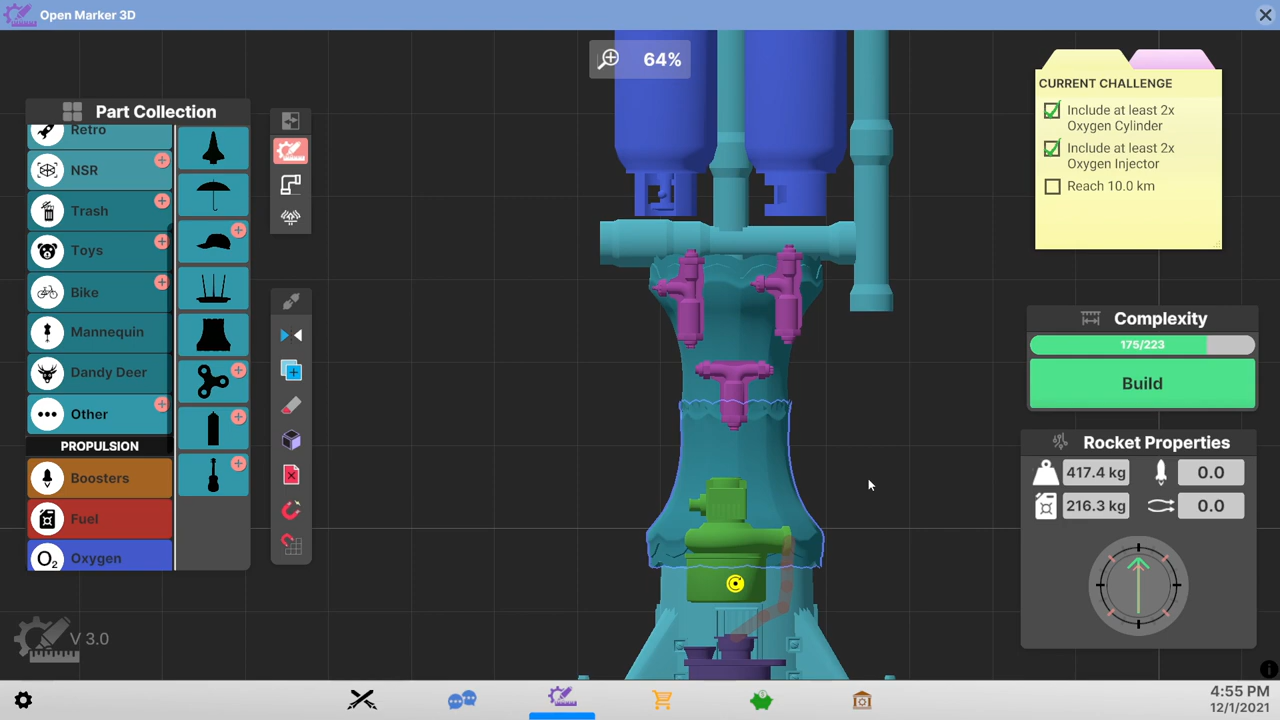 Open Marker 3D
64%
Part Collection
Retro
NSR
Trash
Toys
Bike
Mannequin
Dandy Deer
Other
PROPULSION
Boosters
Fuel
O2 Oxygen
CURRENT CHALLENGE
Include at least 2x
Oxygen Cylinder
Include at least 2x
Oxygen Injector
Reach 10.0 km
Complexity
175/223
Build
Rocket Properties
417.4 kg
0.0
216.3 kg
0.0
V 3.0
4:55 PM
12/1/2021